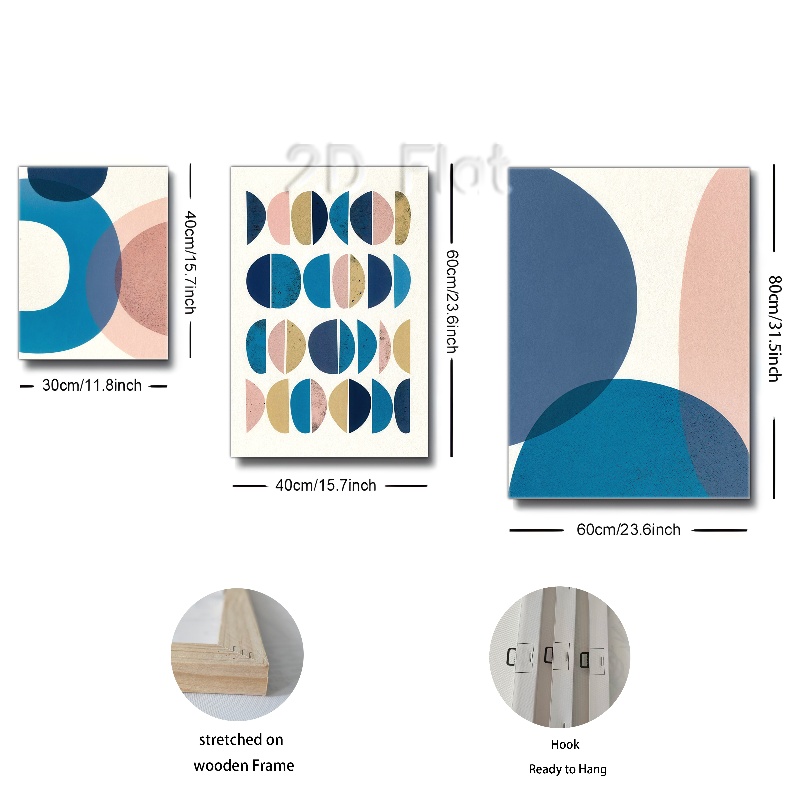 2D Flat
40cm/15.7inch
30cm/11.8inch
60cm/23.6inch
40cm/15.7inch
80cm/31.5inch
60cm/23.6inch
stretched on
wooden Frame
Hook
Ready to Hang